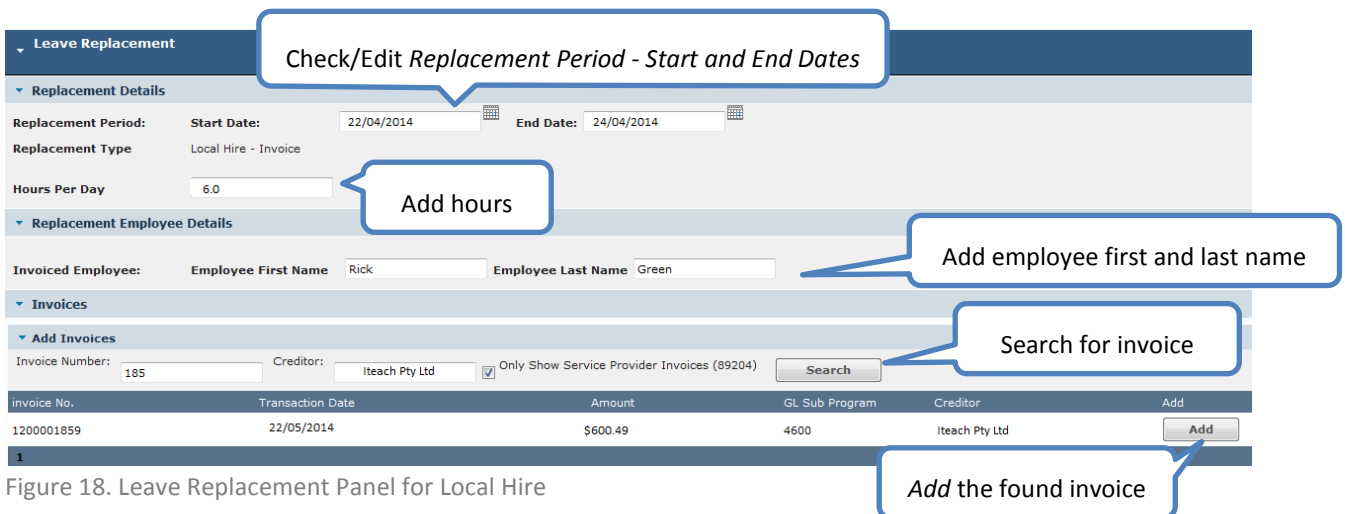 Leave Replacement
Check/Edit Replacement Period - Start and End Dates
Replacement Details
Replacement Period: Start Date: 22/04/2014 End Date: 24/04/2014
Replacement Type Local Hire - Invoice
Hours Per Day 6.0
Add hours
Replacement Employee Details
Add employee first and last name
Invoiced Employee: Employee First Name Rick Employee Last Name Green
Invoices
Add Invoices
Search for invoice
Invoice Number: 185 Creditor: Iteach Pty Ltd Only Show Service Provider Invoices (89204) Search
invoice No. Transaction Date Amount GL Sub Program Creditor Add
1200001859 22/05/2014 $600.49 4600 Iteach Pty Ltd Add
1
Add the found invoice
Figure 18. Leave Replacement Panel for Local Hire